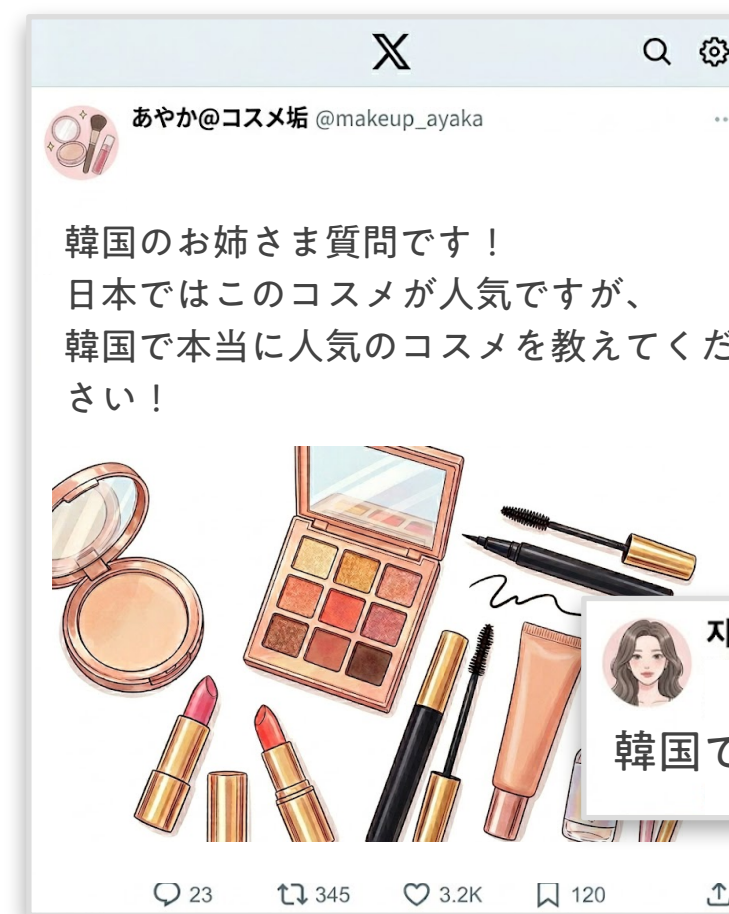 あやか@コスメ垢 @makeup_ayaka
韓国のお姉さま質問です！
日本ではこのコスメが人気ですが、
韓国で本当に人気のコスメを教えてくだ
さい！
韓国で
23 345 3.2K 120